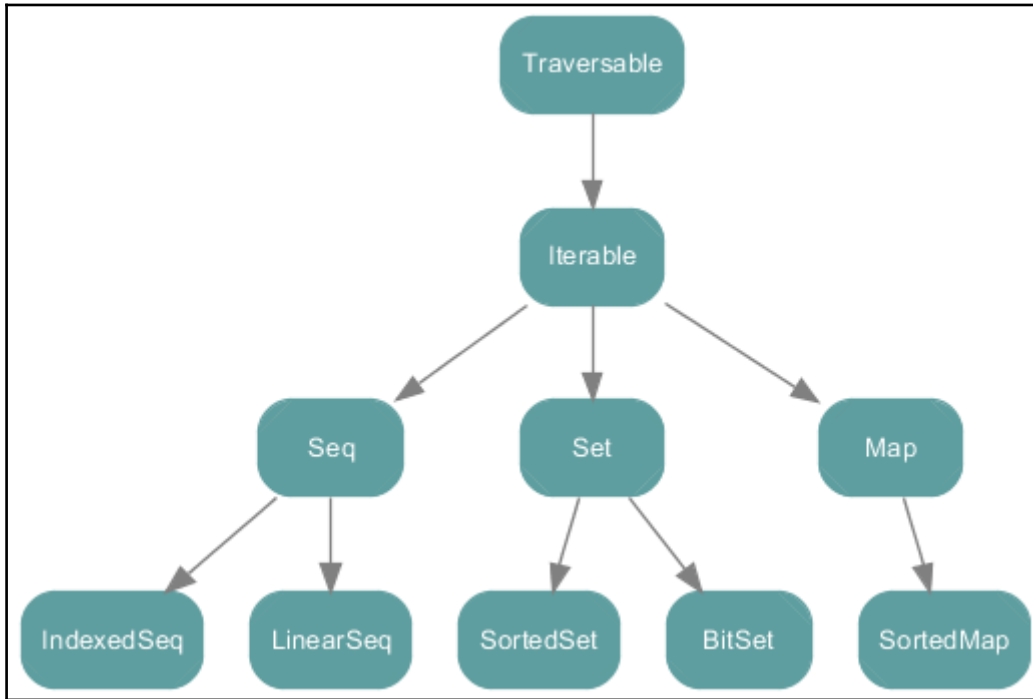 Traversable
Iterable
Seq
Set
Map
IndexedSeq
LinearSeq
SortedSet
BitSet
SortedMap